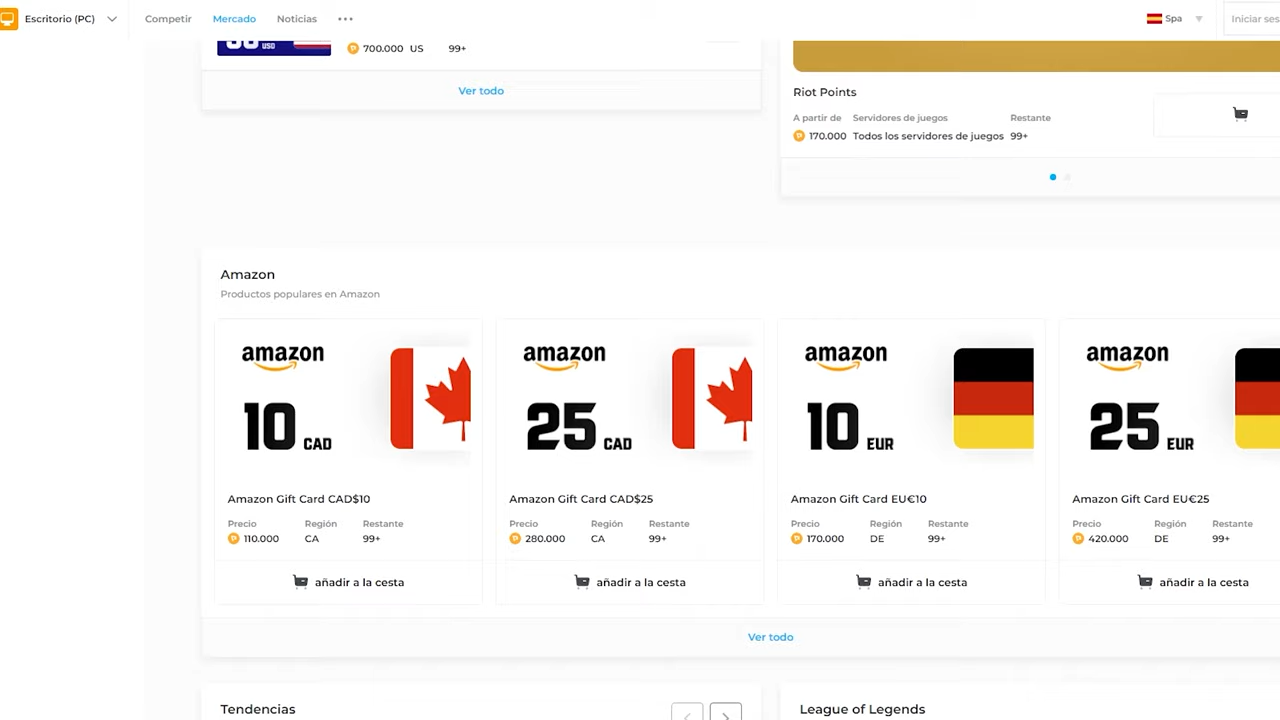 Escritorio (PC)
Competir
Mercado
Noticias
Spa
Iniciar ses
USD
700.000 US 99+
Ver todo
Riot Points
A partir de Servidores de juegos Restante
170.000 Todos los servidores de juegos 99+
Amazon
Productos populares en Amazon
amazon
10 CAD
Amazon Gift Card CAD$10
Precio Región Restante
110.000 CA 99+
añadir a la cesta
amazon
25 CAD
Amazon Gift Card CAD$25
Precio Región Restante
280.000 CA 99+
añadir a la cesta
amazon
10 EUR
Amazon Gift Card EU€10
Precio Región Restante
170.000 DE 99+
añadir a la cesta
amazon
25 EUR
Amazon Gift Card EU€25
Precio Región Restante
420.000 DE 99+
añadir a la cesta
Ver todo
Tendencias
League of Legends